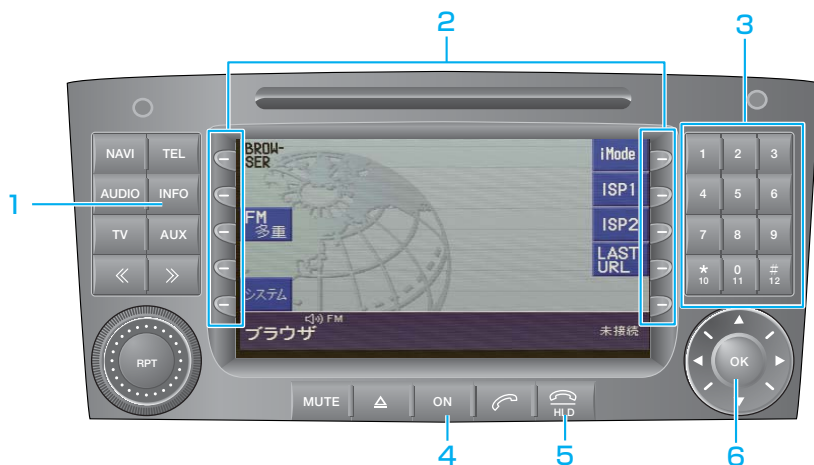 2
3
NAVI TEL
AUDIO INFO
TV AUX
1
RPT
BROW-
SER
FM
多重
システム
iMode
ISP1
ISP2
LAST
URL
FM
ブラウザ
未接続
1 2 3
4 5 6
7 8 9
* 0 #
10 11 12
OK
MUTE ON HLD
4 5 6